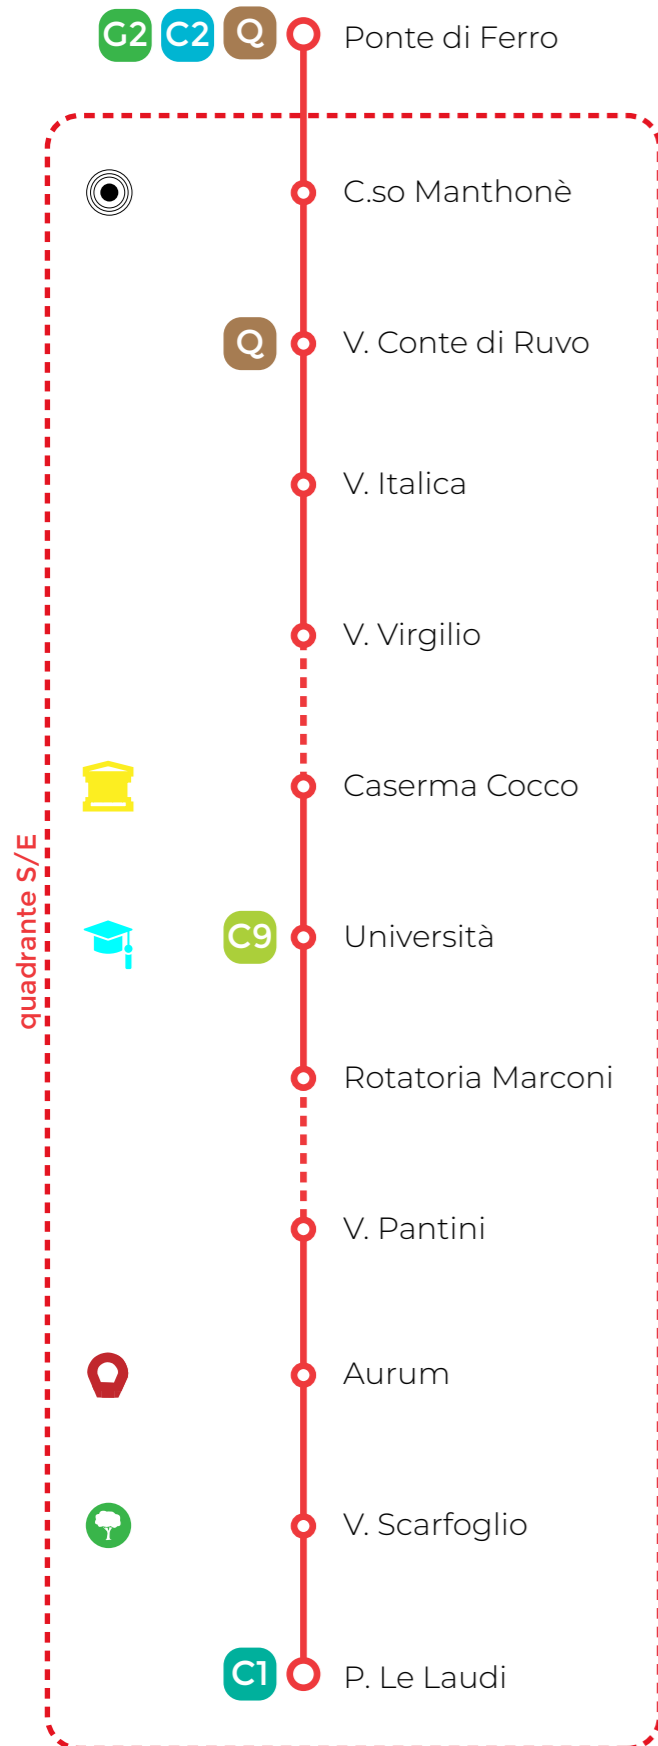 G2 C2 Q Ponte di Ferro
C.so Manthonè
Q V. Conte di Ruvo
V. Italica
V. Virgilio
Caserma Cocco
quadrante S/E
C9 Università
Rotatoria Marconi
V. Pantini
Aurum
V. Scarfoglio
C1 P. Le Laudi